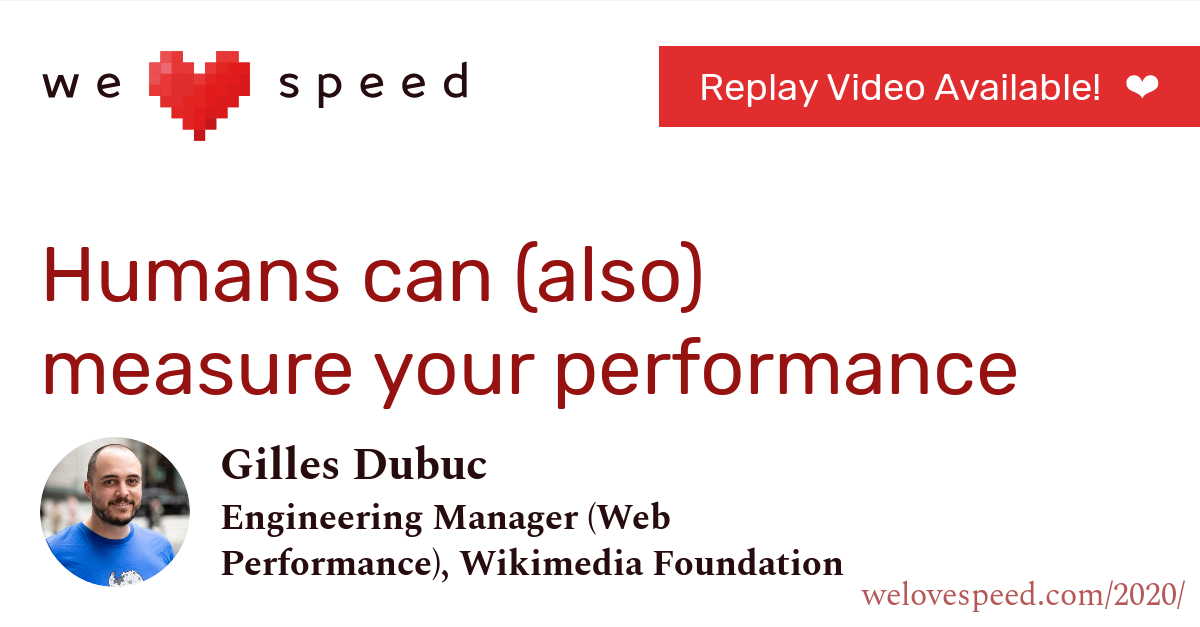 we ❤ speed
Replay Video Available! ❤
Humans can (also)
measure your performance
Gilles Dubuc
Engineering Manager (Web
Performance), Wikimedia Foundation
welovespeed.com/2020/